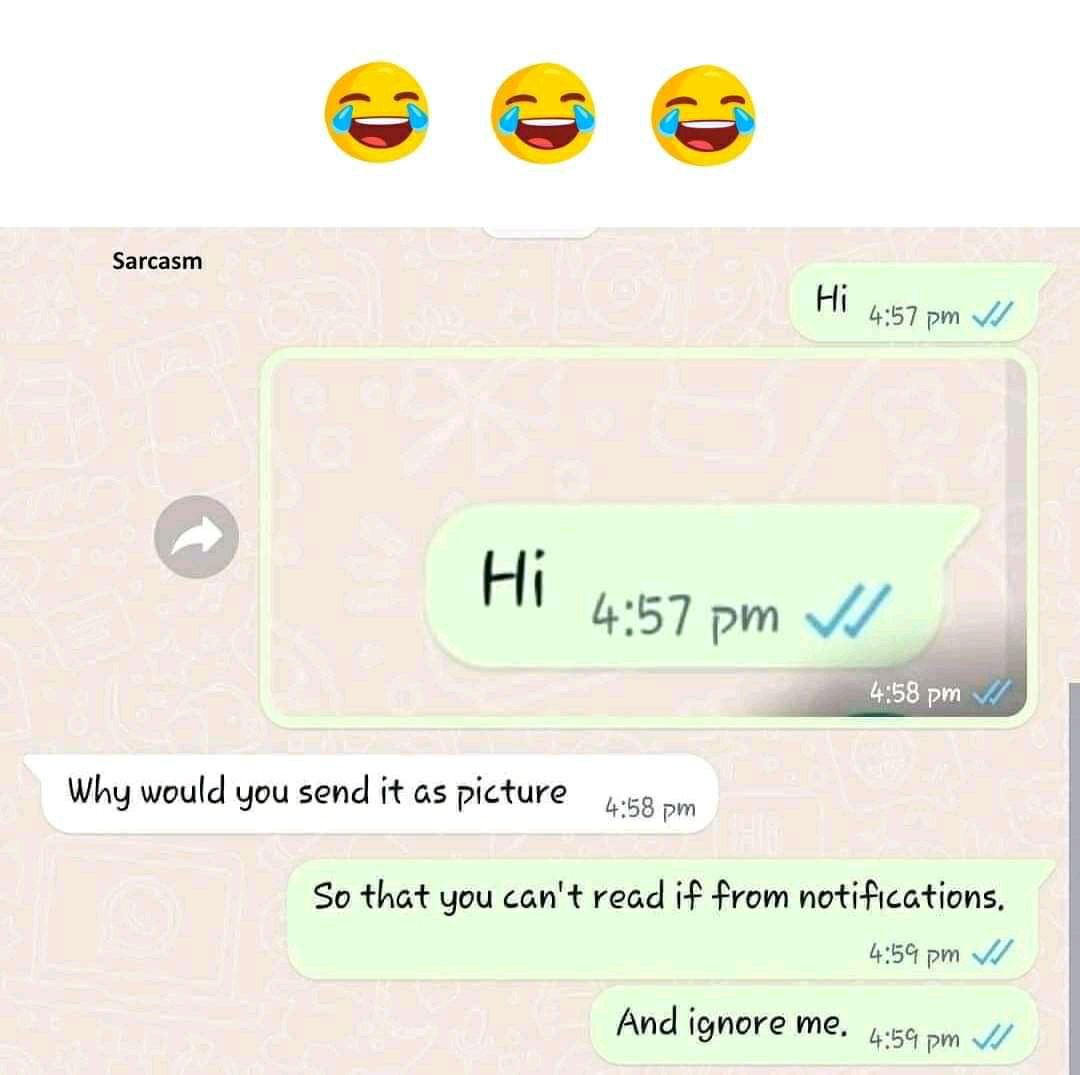 Sarcasm
Hi 4:57 pm
Hi 4:57 pm
4:58 pm
Why would you send it as picture 4:58 pm
So that you can't read if from notifications.
4:59 pm
And ignore me. 4:59 pm